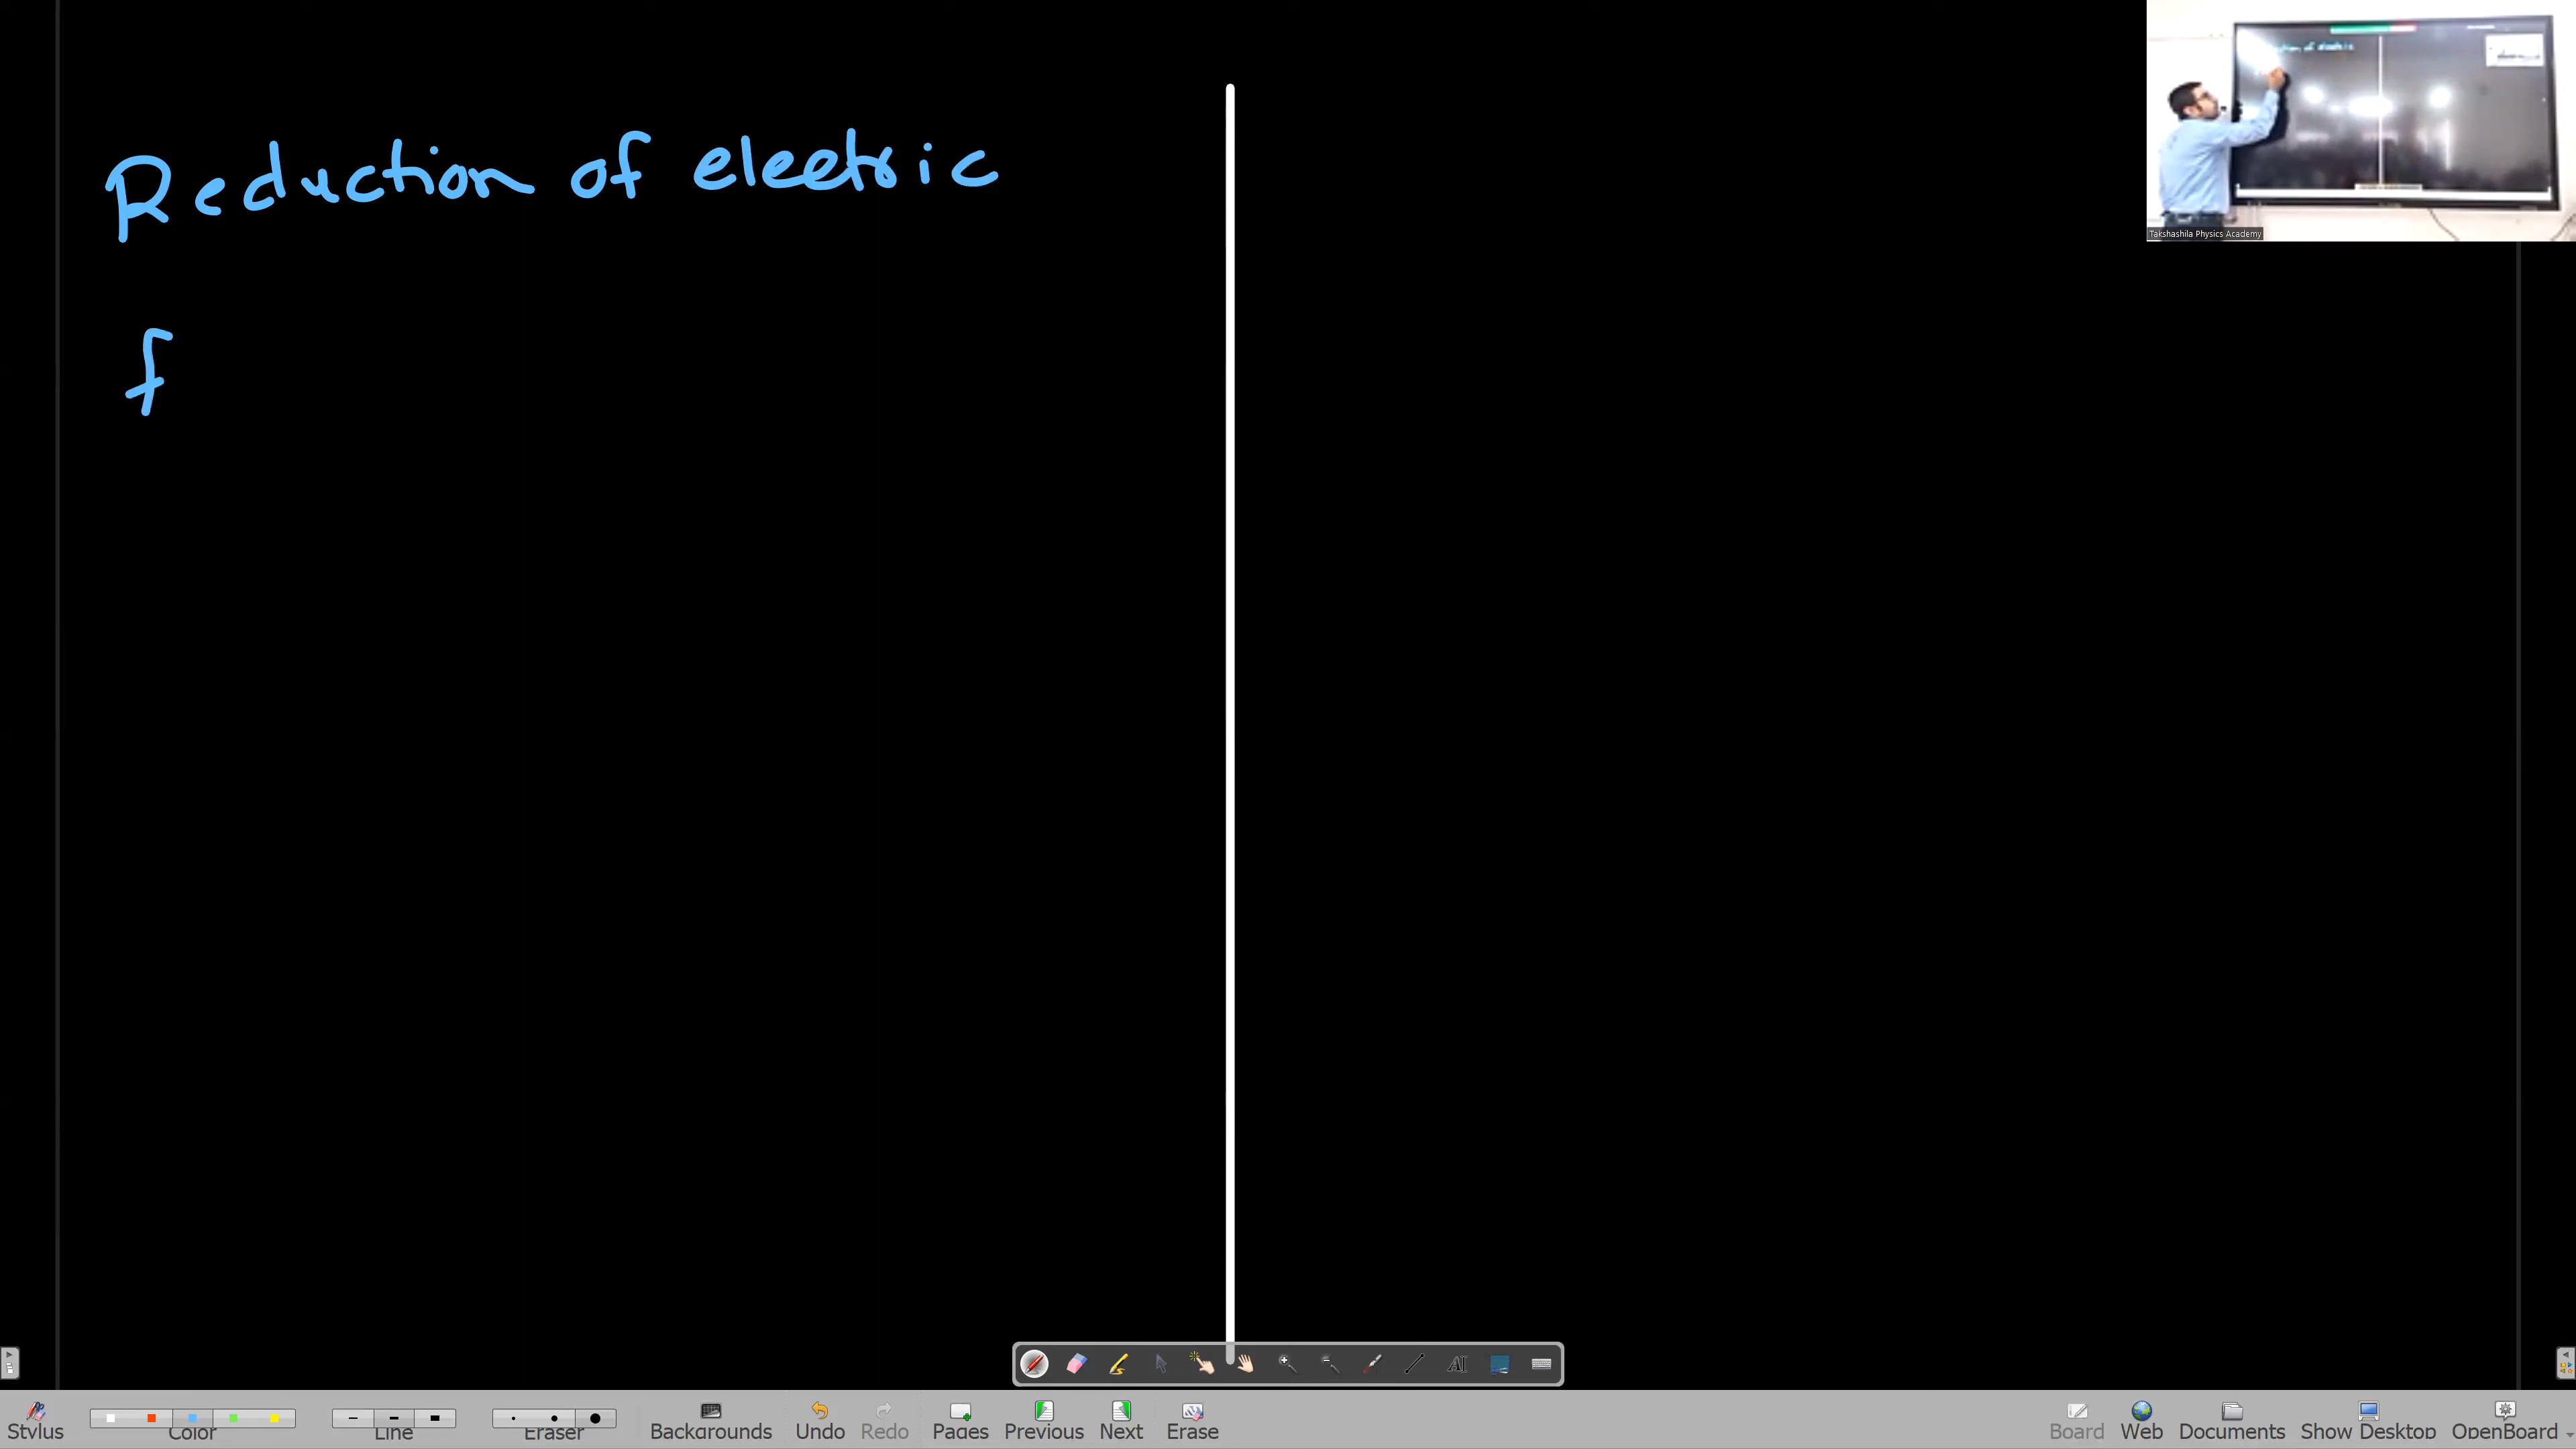 Reduction of electric
f
Takshashila Physics Academy
Stylus Color Line Eraser Backgrounds Undo Redo Pages Previous Next Erase Board Web Documents Show Desktop OpenBoard